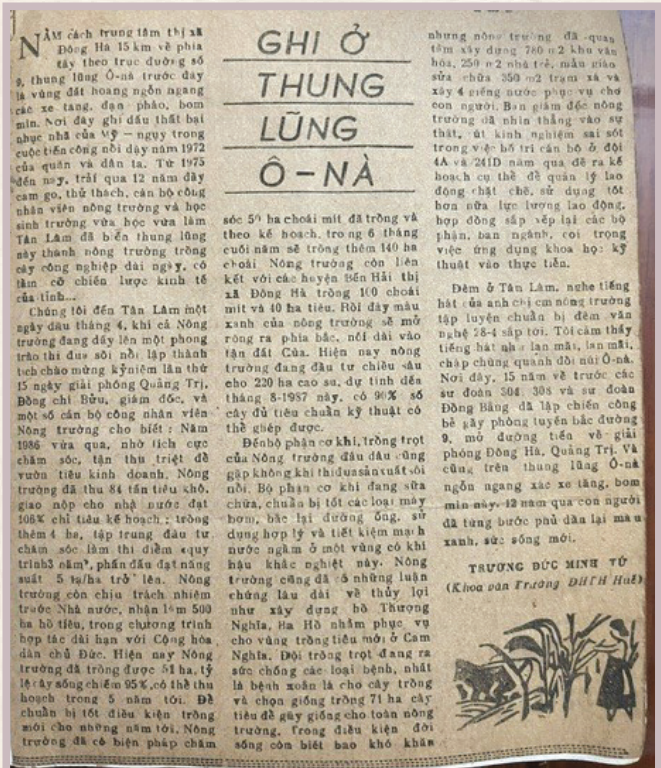 GHI Ở
THUNG
LŨNG
Ô-NÀ
NẰM cách trung tâm thị xã
Đông Hà 15 km về phía
tây theo trục đường số
9, thung lũng Ô-nà trước đây
là vùng đất hoang ngổn ngang
các xe tăng, đạn pháo, bom
min. Nơi đây ghi dấu thất bại
nhục nhã của Mỹ — ngụy trong
cuộc tiến công nổi dậy năm 1972
của quân và dân ta. Từ 1975
đến nay, trải qua 12 năm đầy
cam go, thử thách, cán bộ công
nhân viên nông trường và học
sinh trường vừa học vừa làm
Tân Lâm đã biến thung lũng
này thành nông trường trồng
cây công nghiệp dài ngày, có
tầm cỡ chiến lược kinh tế
của tỉnh...
Chúng tôi đến Tân Lâm một
ngày đầu tháng 4, khi cả Nông
trường đang dấy lên một phong
trào thi đua sôi nổi lập thành
tích chào mừng kỷ niệm lần thứ
15 ngày giải phóng Quảng Trị.
Đồng chí Bửu, giám đốc, và
một số cán bộ công nhân viên
Nông trường cho biết : Năm
1986 vừa qua, nhờ tích cực
chăm sóc, tận thu triệt để
vườn tiêu kinh doanh, Nông
trường đã thu 84 tấn tiêu khô,
giao nộp cho nhà nước đạt
106% chỉ tiêu kế hoạch ; trồng
thêm 4 ha, tập trung đầu tư
chăm sóc làm thí điểm «quy
trình 3 năm», phấn đấu đạt năng
suất 5 tạ/ha trở lên. Nông
trường còn chịu trách nhiệm
trước Nhà nước, nhận làm 500
ha hồ tiêu, trong chương trình
hợp tác dài hạn với Cộng hòa
dân chủ Đức. Hiện nay Nông
trường đã trồng được 51 ha, tỷ
lệ cây sống chiếm 95%, có thể thu
hoạch trong 5 năm tới. Để
chuẩn bị tốt điều kiện trồng
mới cho những năm tới, Nông
trường đã có biện pháp chăm
sóc 50 ha choái mít đã trồng và
theo kế hoạch, trong 6 tháng
cuối năm sẽ trồng thêm 140 ha
choái Nông trường còn liên
kết với các huyện Bến Hải thị
xã Đông Hà trồng 100 choái
mít và 40 ha tiêu. Rồi đây màu
xanh của nông trường sẽ mở
rộng ra phía bắc, nối dài vào
tận đất Cùa. Hiện nay nông
trường đang đầu tư chiều sâu
cho 220 ha cao su, dự tính đến
tháng 8-1987 này, có 90% số
cây đủ tiêu chuẩn kỹ thuật có
thể ghép được.
Đến bộ phận cơ khí, trồng trọt
của Nông trường đâu đâu cũng
gặp không khí thi đua sản xuất sôi
nổi. Bộ phận cơ khí đang sửa
chữa, chuẩn bị tốt các loại máy
bơm, bắc lại đường ống, sử
dụng hợp lý và tiết kiệm mạch
nước ngầm ở một vùng có khí
hậu khắc nghiệt này. Nông
trường cũng đã có những luận
chứng lâu dài về thủy lợi
như xây dựng hồ Thượng
Nghĩa, Ba Hồ nhằm phục vụ
cho vùng trồng tiêu mới ở Cam
Nghĩa. Đội trồng trọt đang ra
sức chống các loại bệnh, nhất
là bệnh xoăn lá cho cây trồng
và chọn giống trồng 71 ha cây
tiêu để gây giống cho toàn nông
trường. Trong điều kiện đời
sống còn biết bao khó khăn
nhưng nông trường đã quan
tâm xây dựng 780 m2 khu văn
hóa, 250 m2 nhà trẻ, mẫu giáo
sửa chữa 350 m2 trạm xá và
xây 4 giếng nước phục vụ cho
con người. Ban giám đốc nông
trường đã nhìn thẳng vào sự
thật, rút kinh nghiệm sai sót
trong việc bố trí cán bộ ở đội
4A và 241D năm qua, đề ra kế
hoạch cụ thể để quản lý lao
động chặt chẽ, sử dụng tốt
hơn nữa lực lượng lao động,
hợp đồng sắp xếp lại các bộ
phận, ban ngành, coi trọng
việc ứng dụng khoa học kỹ
thuật vào thực tiễn.
Đêm ở Tân Lâm, nghe tiếng
hát của anh chị em nông trường
tập luyện chuẩn bị đêm văn
nghệ 28-4 sắp tới. Tôi cảm thấy
tiếng hát như lan mãi, lan mãi,
chập chùng quanh đồi núi Ô-nà.
Nơi đây, 15 năm về trước các
sư đoàn 304, 308 và sư đoàn
Đồng Bằng đã lập chiến công
bẻ gãy phòng tuyến bắc đường
9, mở đường tiến về giải
phóng Đông Hà, Quảng Trị. Và
cũng trên thung lũng Ô-nà
ngổn ngang xác xe tăng, bom
min này, 12 năm qua con người
đã từng bước phủ dần lại màu
xanh, sức sống mới.
TRƯƠNG ĐỨC MINH TỨ
(Khoa văn Trường ĐHTH Huế)